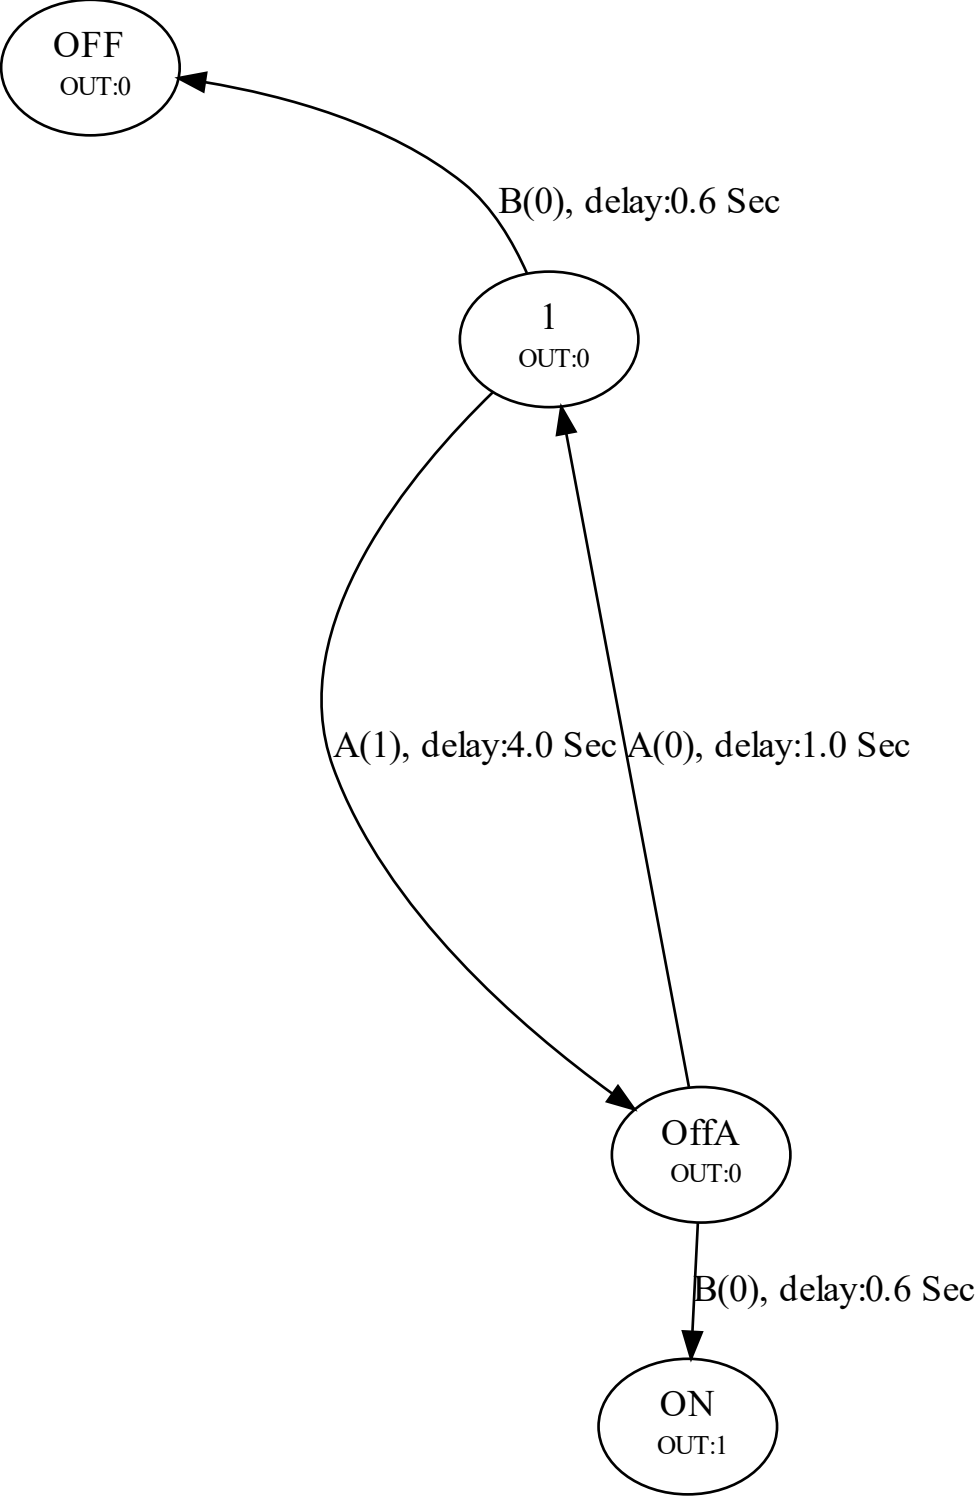 OFF
OUT:0
B(0), delay:0.6 Sec
1
OUT:0
A(1), delay:4.0 Sec
A(0), delay:1.0 Sec
OffA
OUT:0
B(0), delay:0.6 Sec
ON
OUT:1